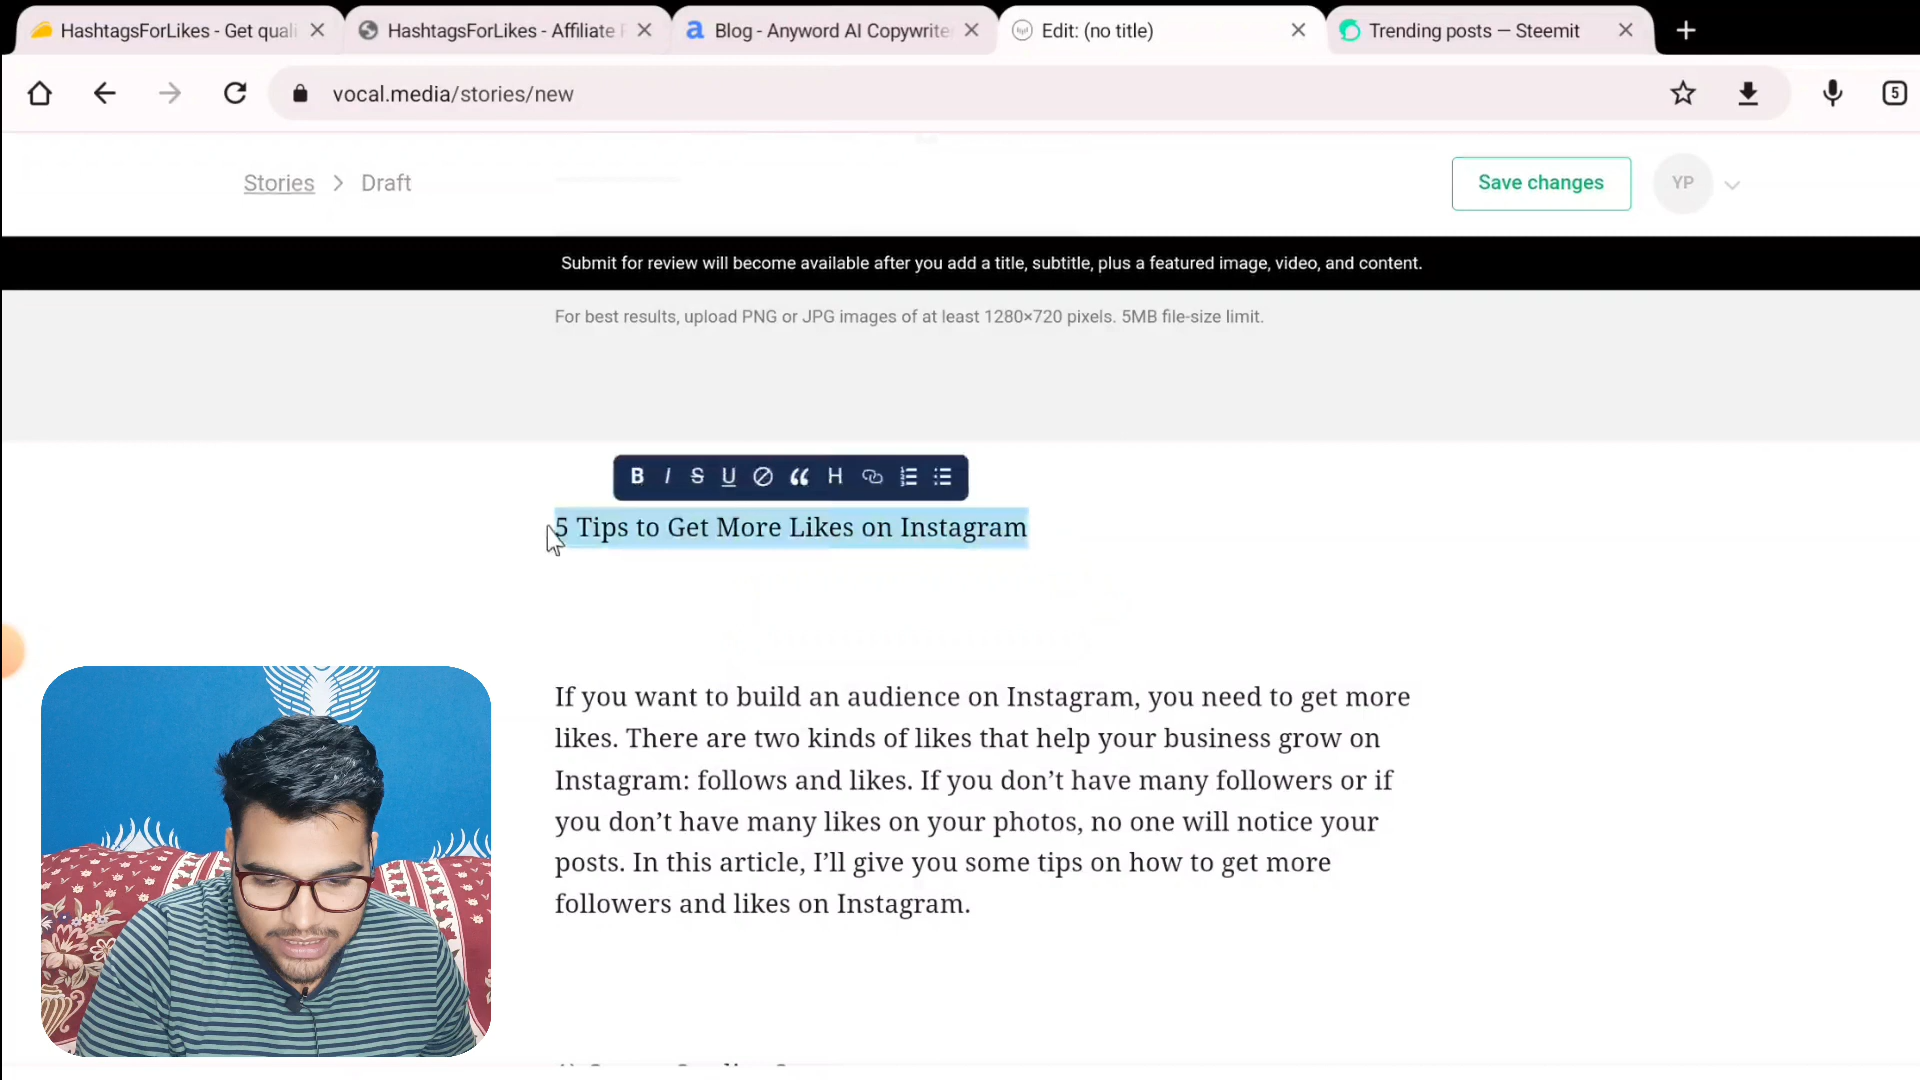 HashtagsForLikes - Get quali
HashtagsForLikes - Affiliate P
a Blog - Anyword AI Copywrite
Edit: (no title)
Trending posts — Steemit
vocal.media/stories/new
5
Stories > Draft
Save changes
YP
Submit for review will become available after you add a title, subtitle, plus a featured image, video, and content.
For best results, upload PNG or JPG images of at least 1280×720 pixels. 5MB file-size limit.
B I S U H
5 Tips to Get More Likes on Instagram
If you want to build an audience on Instagram, you need to get more
likes. There are two kinds of likes that help your business grow on
Instagram: follows and likes. If you don’t have many followers or if
you don’t have many likes on your photos, no one will notice your
posts. In this article, I’ll give you some tips on how to get more
followers and likes on Instagram.